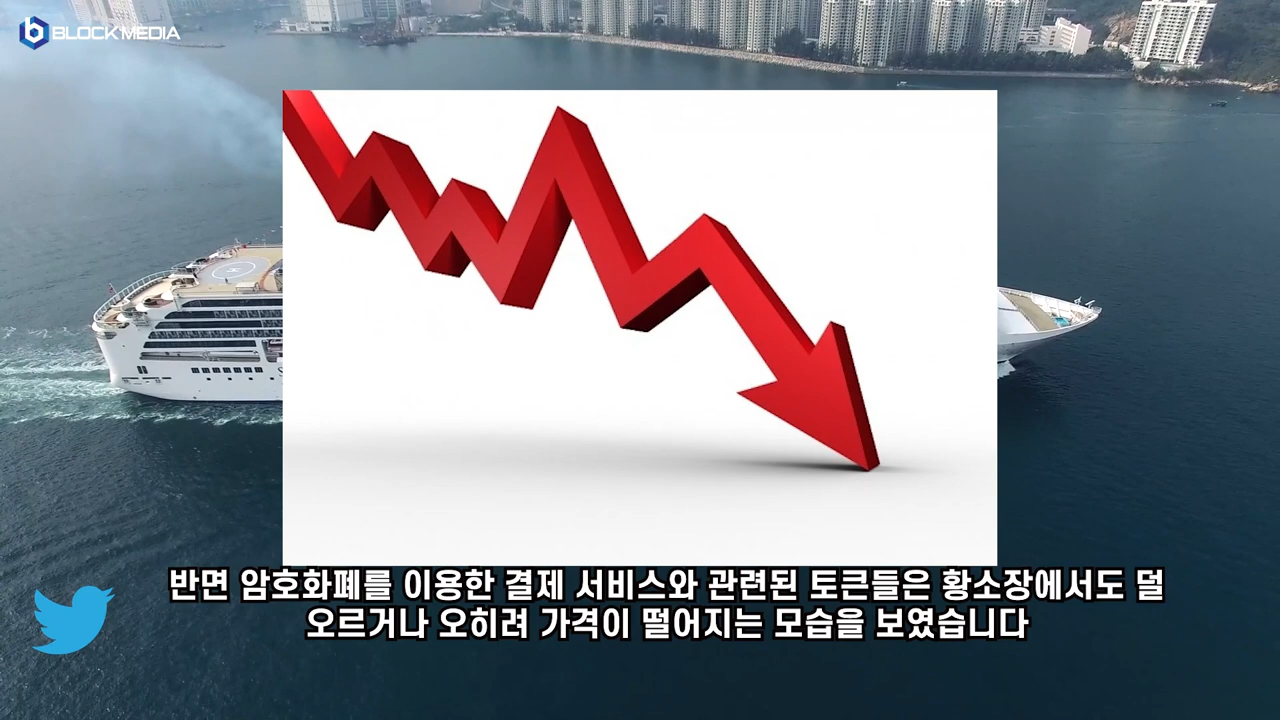 BLOCKMEDIA
반면 암호화폐를 이용한 결제 서비스와 관련된 토큰들은 황소장에서도 덜
오르거나 오히려 가격이 떨어지는 모습을 보였습니다